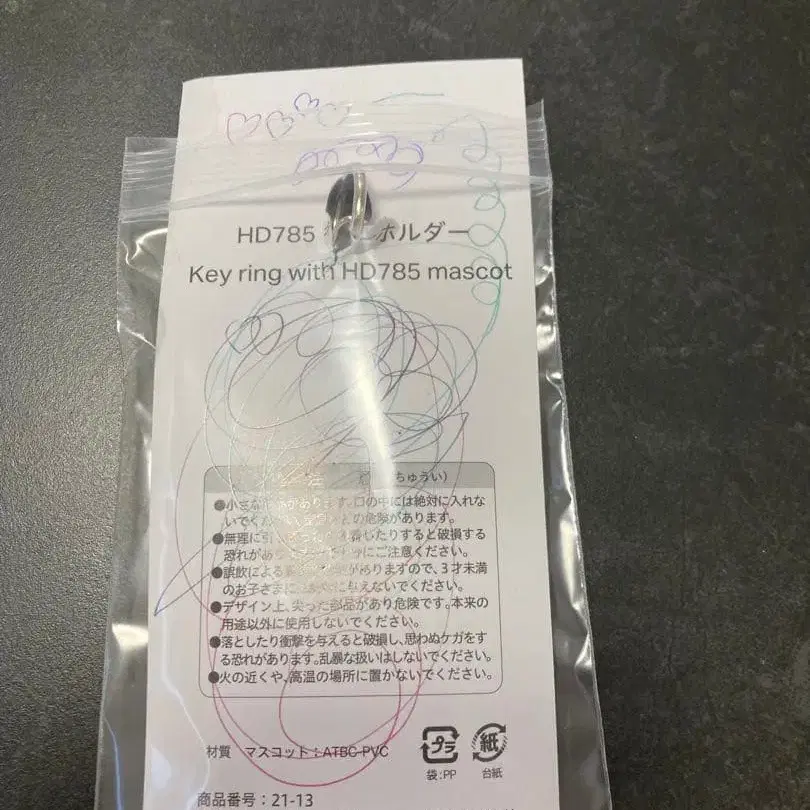 HD785 ホルダー
Key ring with HD785 mascot
注 ちゅうい）
●小さな があります。口の中には絶対に入れな
いでく の危険があります。
●無理に引 たりすると破損する
恐れがあ にご注意ください。
●誤飲による がありますので、3才未満
のお子さまに 与えないでください。
●デザイン上、尖った部品があり危険です。本来の
用途以外に使用しないでください。
●落としたり衝撃を与えると破損し、思わぬケガをす
る恐れがあります。乱暴な扱いはしないでください。
●火の近くや、高温の場所に置かないでください。
材質 マスコット：ATBC-PVC
プラ 紙
袋：PP 台紙
商品番号：21-13